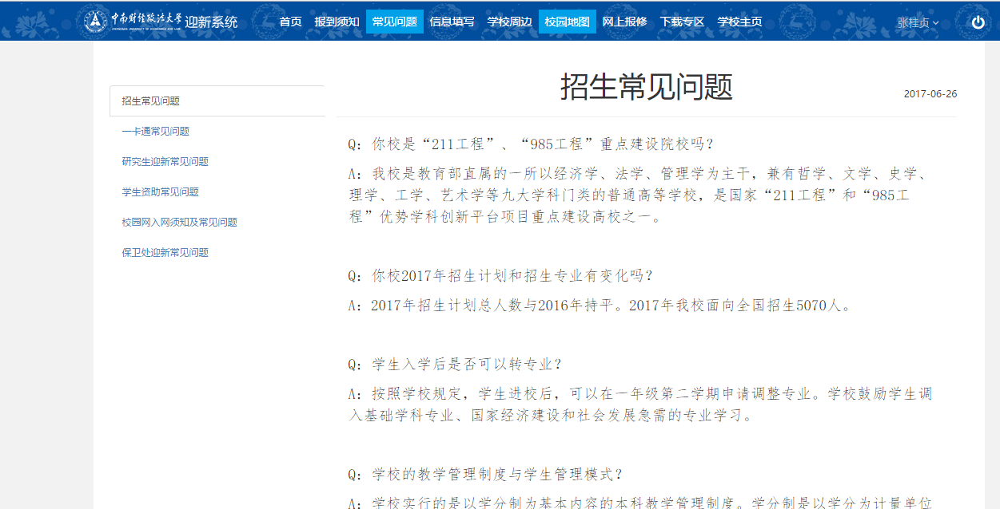 中南财经政法大学 迎新系统 首页 报到须知 常见问题 信息填写 学校周边 校园地图 网上报修 下载专区 学校主页 张桂贞
招生常见问题
一卡通常见问题
研究生迎新常见问题
学生资助常见问题
校园网入网须知及常见问题
保卫处迎新常见问题
招生常见问题
2017-06-26
Q：你校是“211工程”、“985工程”重点建设院校吗？
A：我校是教育部直属的一所以经济学、法学、管理学为主干，兼有哲学、文学、史学、
理学、工学、艺术学等九大学科门类的普通高等学校，是国家“211工程”和“985工
程”优势学科创新平台项目重点建设高校之一。
Q：你校2017年招生计划和招生专业有变化吗？
A：2017年招生计划总人数与2016年持平。2017年我校面向全国招生5070人。
Q：学生入学后是否可以转专业？
A：按照学校规定，学生进校后，可以在一年级第二学期申请调整专业。学校鼓励学生调
入基础学科专业、国家经济建设和社会发展急需的专业学习。
Q：学校的教学管理制度与学生管理模式？
A：学校实行的是以学分制为基本内容的本科教学管理制度。学分制是以学分为计量单位